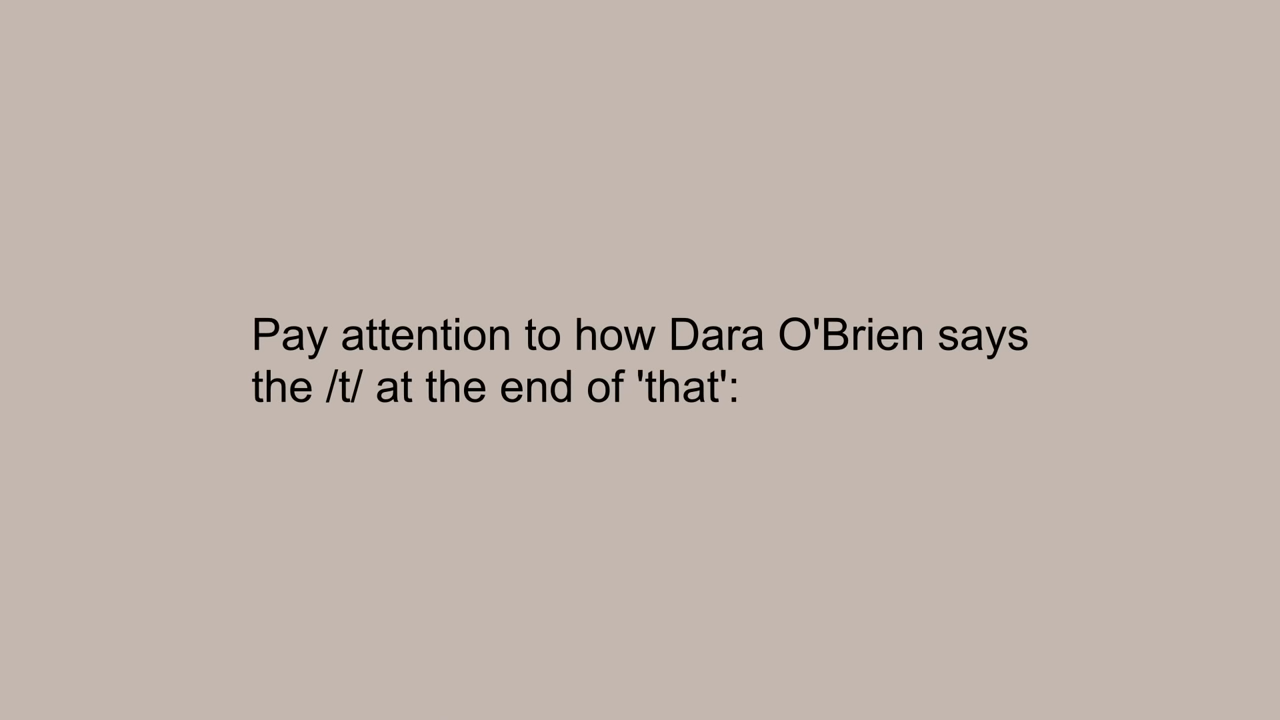 Pay attention to how Dara O'Brien says
the /t/ at the end of 'that':